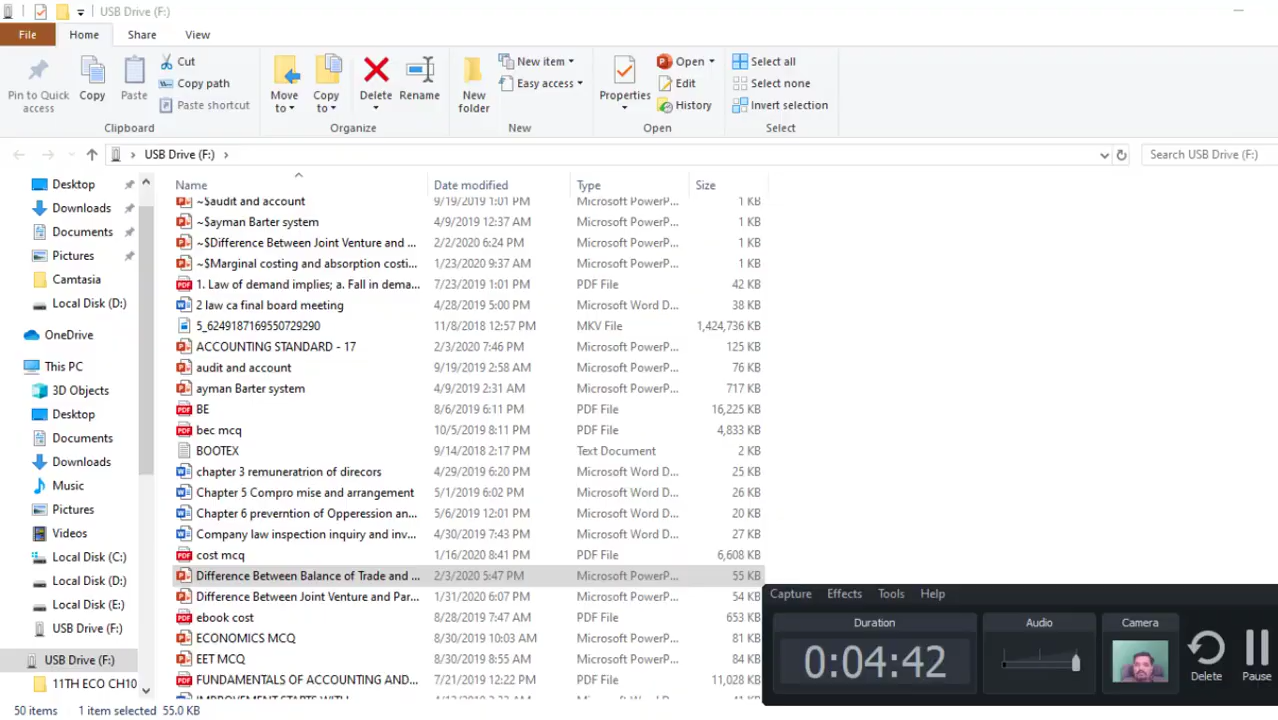 USB Drive (F:)
File Home Share View
Pin to Quick access
Copy
Paste
Cut
Copy path
Paste shortcut
Clipboard
Move to
Copy to
Delete
Rename
Organize
New folder
New item
Easy access
New
Properties
Open
Edit
History
Open
Select all
Select none
Invert selection
Select
USB Drive (F:)
Search USB Drive (F:)
Desktop
Downloads
Documents
Pictures
Camtasia
Local Disk (D:)
OneDrive
This PC
3D Objects
Desktop
Documents
Downloads
Music
Pictures
Videos
Local Disk (C:)
Local Disk (D:)
Local Disk (E:)
USB Drive (F:)
USB Drive (F:)
11TH ECO CH10
Name Date modified Type Size
~$audit and account 9/19/2019 1:01 PM Microsoft PowerP... 1 KB
~$ayman Barter system 4/9/2019 12:37 AM Microsoft PowerP... 1 KB
~$Difference Between Joint Venture and ... 2/2/2020 6:24 PM Microsoft PowerP... 1 KB
~$Marginal costing and absorption costi... 1/23/2020 9:37 AM Microsoft PowerP... 1 KB
1. Law of demand implies; a. Fall in dema... 7/23/2019 1:01 PM PDF File 42 KB
2 law ca final board meeting 4/28/2019 5:00 PM Microsoft Word D... 38 KB
5_6249187169550729290 11/8/2018 12:57 PM MKV File 1,424,736 KB
ACCOUNTING STANDARD - 17 2/3/2020 7:46 PM Microsoft PowerP... 125 KB
audit and account 9/19/2019 2:58 AM Microsoft PowerP... 76 KB
ayman Barter system 4/9/2019 2:31 AM Microsoft PowerP... 717 KB
BE 8/6/2019 6:11 PM PDF File 16,225 KB
bec mcq 10/5/2019 8:11 PM PDF File 4,833 KB
BOOTEX 9/14/2018 2:17 PM Text Document 2 KB
chapter 3 remuneratrion of direcors 4/29/2019 6:20 PM Microsoft Word D... 25 KB
Chapter 5 Compro mise and arrangement 5/1/2019 6:02 PM Microsoft Word D... 26 KB
Chapter 6 preverntion of Opperession an... 5/6/2019 12:01 PM Microsoft Word D... 20 KB
Company law inspection inquiry and inv... 4/30/2019 7:43 PM Microsoft Word D... 27 KB
cost mcq 1/16/2020 8:41 PM PDF File 6,608 KB
Difference Between Balance of Trade and ... 2/3/2020 5:47 PM Microsoft PowerP... 55 KB
Difference Between Joint Venture and Par... 1/31/2020 6:07 PM Microsoft PowerP... 54 KB
ebook cost 8/28/2019 7:47 AM PDF File 653 KB
ECONOMICS MCQ 8/30/2019 10:03 AM Microsoft PowerP... 81 KB
EET MCQ 8/30/2019 8:55 AM Microsoft PowerP... 84 KB
FUNDAMENTALS OF ACCOUNTING AND... 7/21/2019 12:22 PM Microsoft PowerP... 11,028 KB
Capture Effects Tools Help
Duration
0:04:42
Audio
Camera
Delete
Pause
50 items 1 item selected 55.0 KB